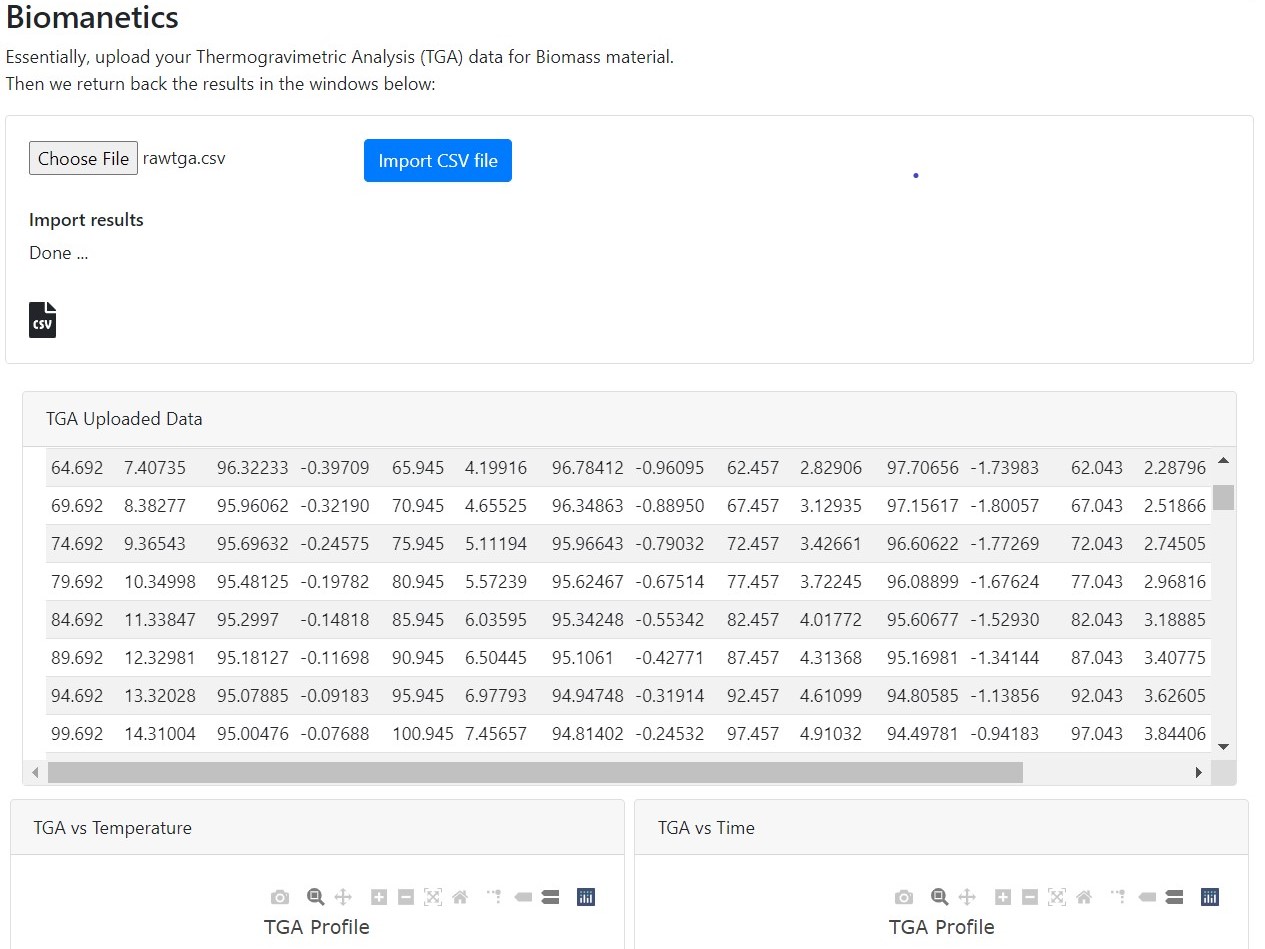 Biomanetics
Essentially, upload your Thermogravimetric Analysis (TGA) data for Biomass material.
Then we return back the results in the windows below:
Choose File rawtga.csv Import CSV file
Import results
Done ...
CSV
TGA Uploaded Data
64.692 7.40735 96.32233 -0.39709 65.945 4.19916 96.78412 -0.96095 62.457 2.82906 97.70656 -1.73983 62.043 2.28796
69.692 8.38277 95.96062 -0.32190 70.945 4.65525 96.34863 -0.88950 67.457 3.12935 97.15617 -1.80057 67.043 2.51866
74.692 9.36543 95.69632 -0.24575 75.945 5.11194 95.96643 -0.79032 72.457 3.42661 96.60622 -1.77269 72.043 2.74505
79.692 10.34998 95.48125 -0.19782 80.945 5.57239 95.62467 -0.67514 77.457 3.72245 96.08899 -1.67624 77.043 2.96816
84.692 11.33847 95.2997 -0.14818 85.945 6.03595 95.34248 -0.55342 82.457 4.01772 95.60677 -1.52930 82.043 3.18885
89.692 12.32981 95.18127 -0.11698 90.945 6.50445 95.1061 -0.42771 87.457 4.31368 95.16981 -1.34144 87.043 3.40775
94.692 13.32028 95.07885 -0.09183 95.945 6.97793 94.94748 -0.31914 92.457 4.61099 94.80585 -1.13856 92.043 3.62605
99.692 14.31004 95.00476 -0.07688 100.945 7.45657 94.81402 -0.24532 97.457 4.91032 94.49781 -0.94183 97.043 3.84406
TGA vs Temperature TGA vs Time
TGA Profile TGA Profile